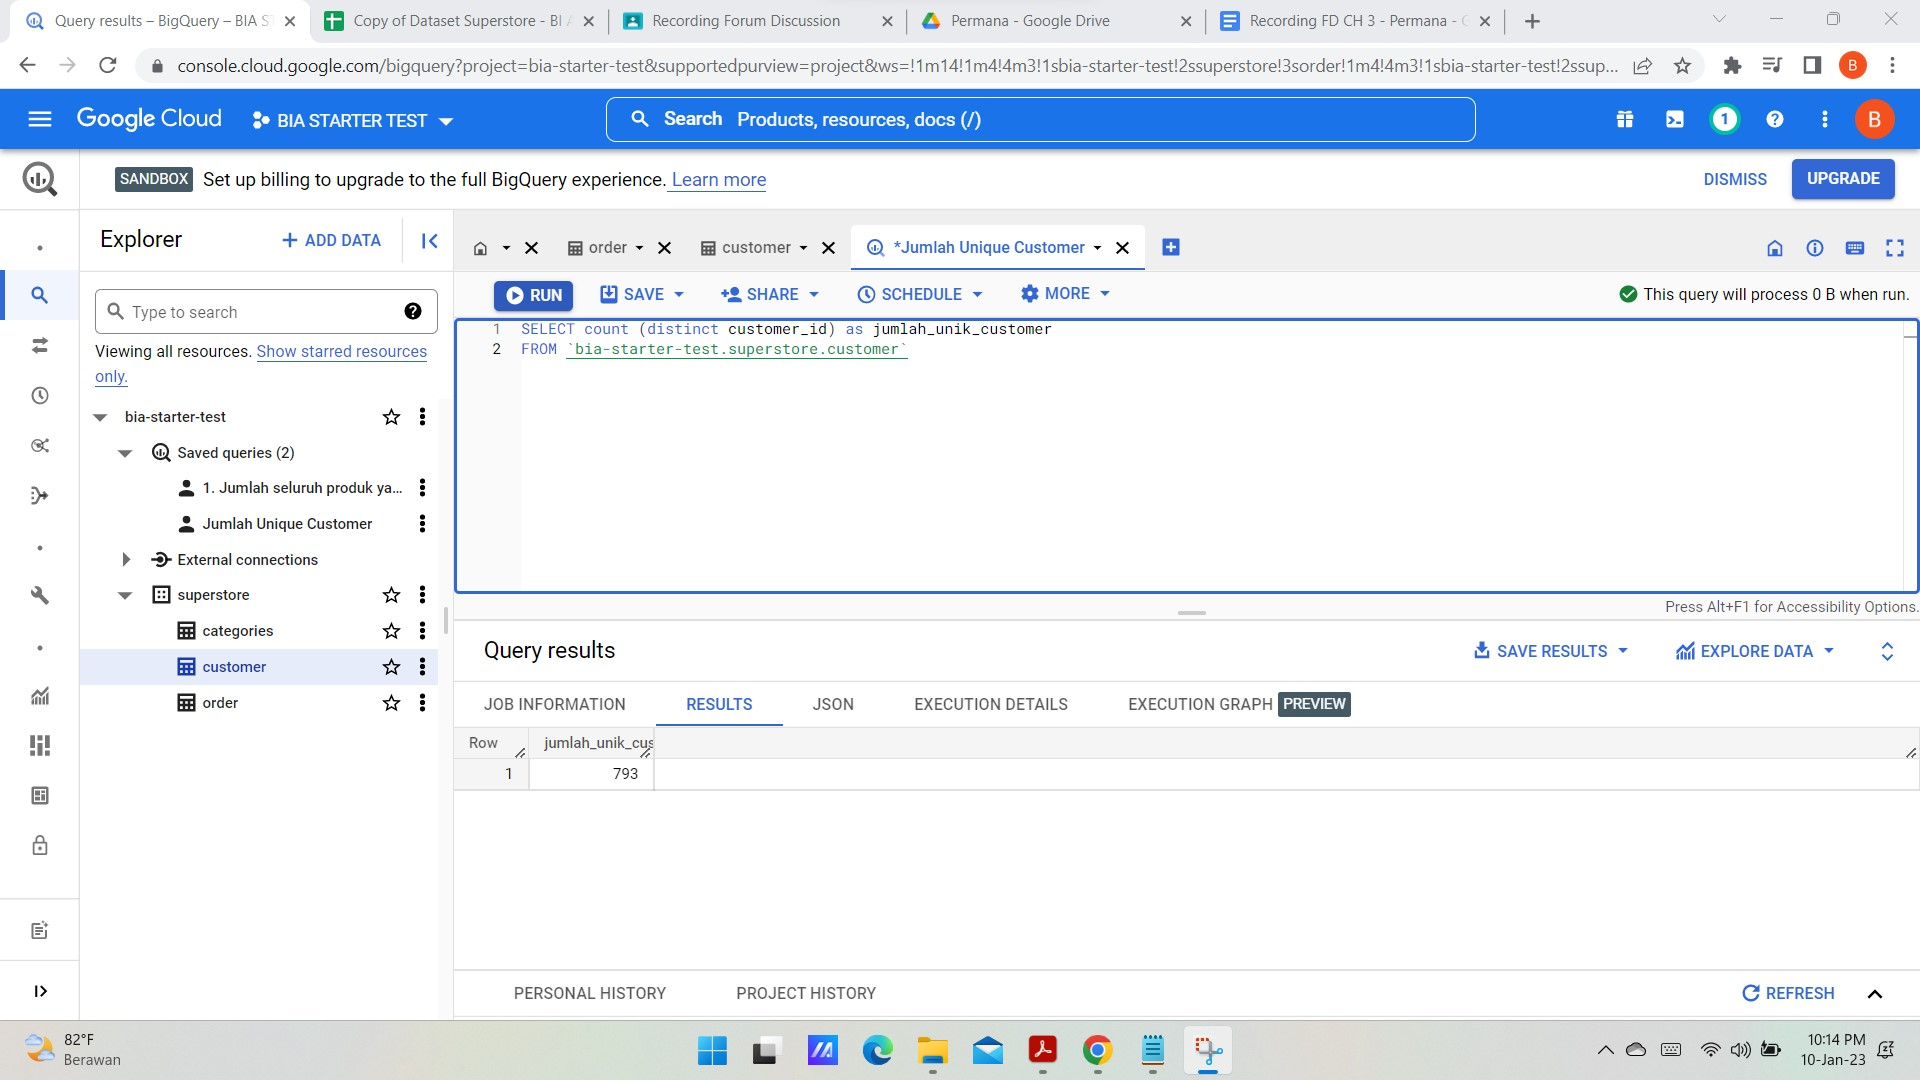 Query results – BigQuery – BIA S
Copy of Dataset Superstore - BI A
Recording Forum Discussion
Permana - Google Drive
Recording FD CH 3 - Permana - G
console.cloud.google.com/bigquery?project=bia-starter-test&supportedpurview=project&ws=!1m14!1m4!4m3!1sbia-starter-test!2ssuperstore!3sorder!1m4!4m3!1sbia-starter-test!2ssup...
B
Google Cloud
BIA STARTER TEST
Search Products, resources, docs (/)
1
B
SANDBOX Set up billing to upgrade to the full BigQuery experience. Learn more
DISMISS
UPGRADE
Explorer
+ ADD DATA
order
customer
*Jumlah Unique Customer
RUN
SAVE
SHARE
SCHEDULE
MORE
This query will process 0 B when run.
Type to search
Viewing all resources. Show starred resources
only.
bia-starter-test
Saved queries (2)
1. Jumlah seluruh produk ya...
Jumlah Unique Customer
External connections
superstore
categories
customer
order
1 SELECT count (distinct customer_id) as jumlah_unik_customer
2 FROM `bia-starter-test.superstore.customer`
Press Alt+F1 for Accessibility Options.
Query results
SAVE RESULTS
EXPLORE DATA
JOB INFORMATION
RESULTS
JSON
EXECUTION DETAILS
EXECUTION GRAPH PREVIEW
Row jumlah_unik_cus
1 793
PERSONAL HISTORY
PROJECT HISTORY
REFRESH
82°F
Berawan
10:14 PM
10-Jan-23